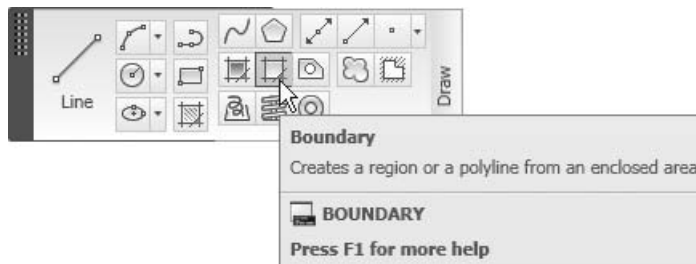 Line
Draw
Boundary
Creates a region or a polyline from an enclosed area
BOUNDARY
Press F1 for more help